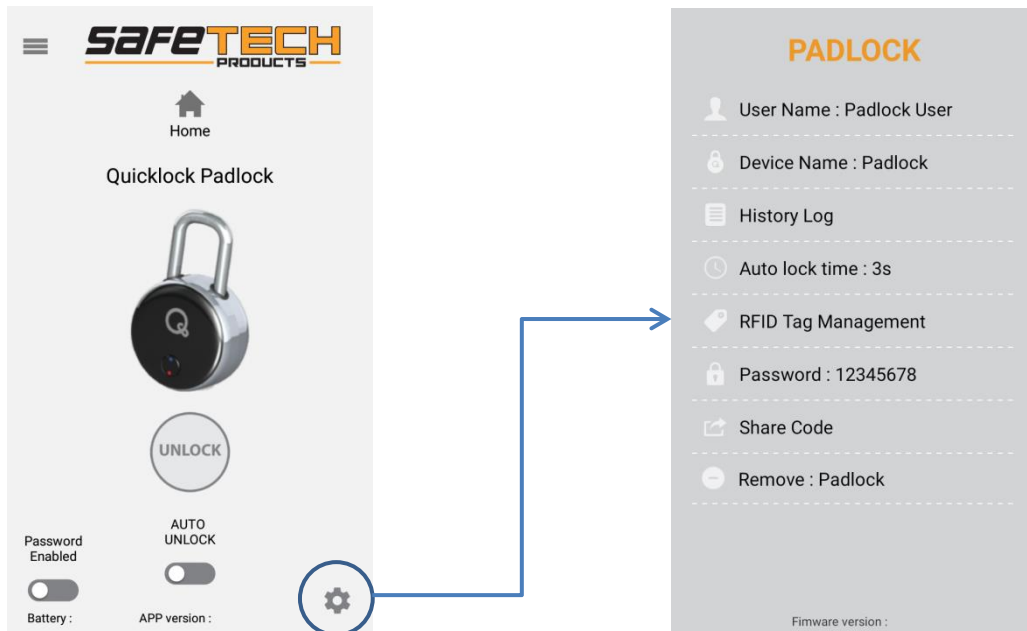 SAFETECH
PRODUCTS
Home
Quicklock Padlock
Q
UNLOCK
Password
Enabled
AUTO
UNLOCK
Battery :
APP version :
PADLOCK
User Name : Padlock User
Device Name : Padlock
History Log
Auto lock time : 3s
RFID Tag Management
Password : 12345678
Share Code
Remove : Padlock
Fimware version :